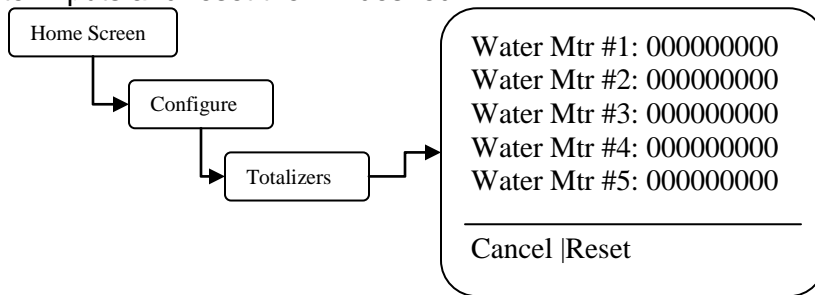 Home Screen
Configure
Totalizers
Water Mtr #1: 000000000
Water Mtr #2: 000000000
Water Mtr #3: 000000000
Water Mtr #4: 000000000
Water Mtr #5: 000000000
Cancel |Reset